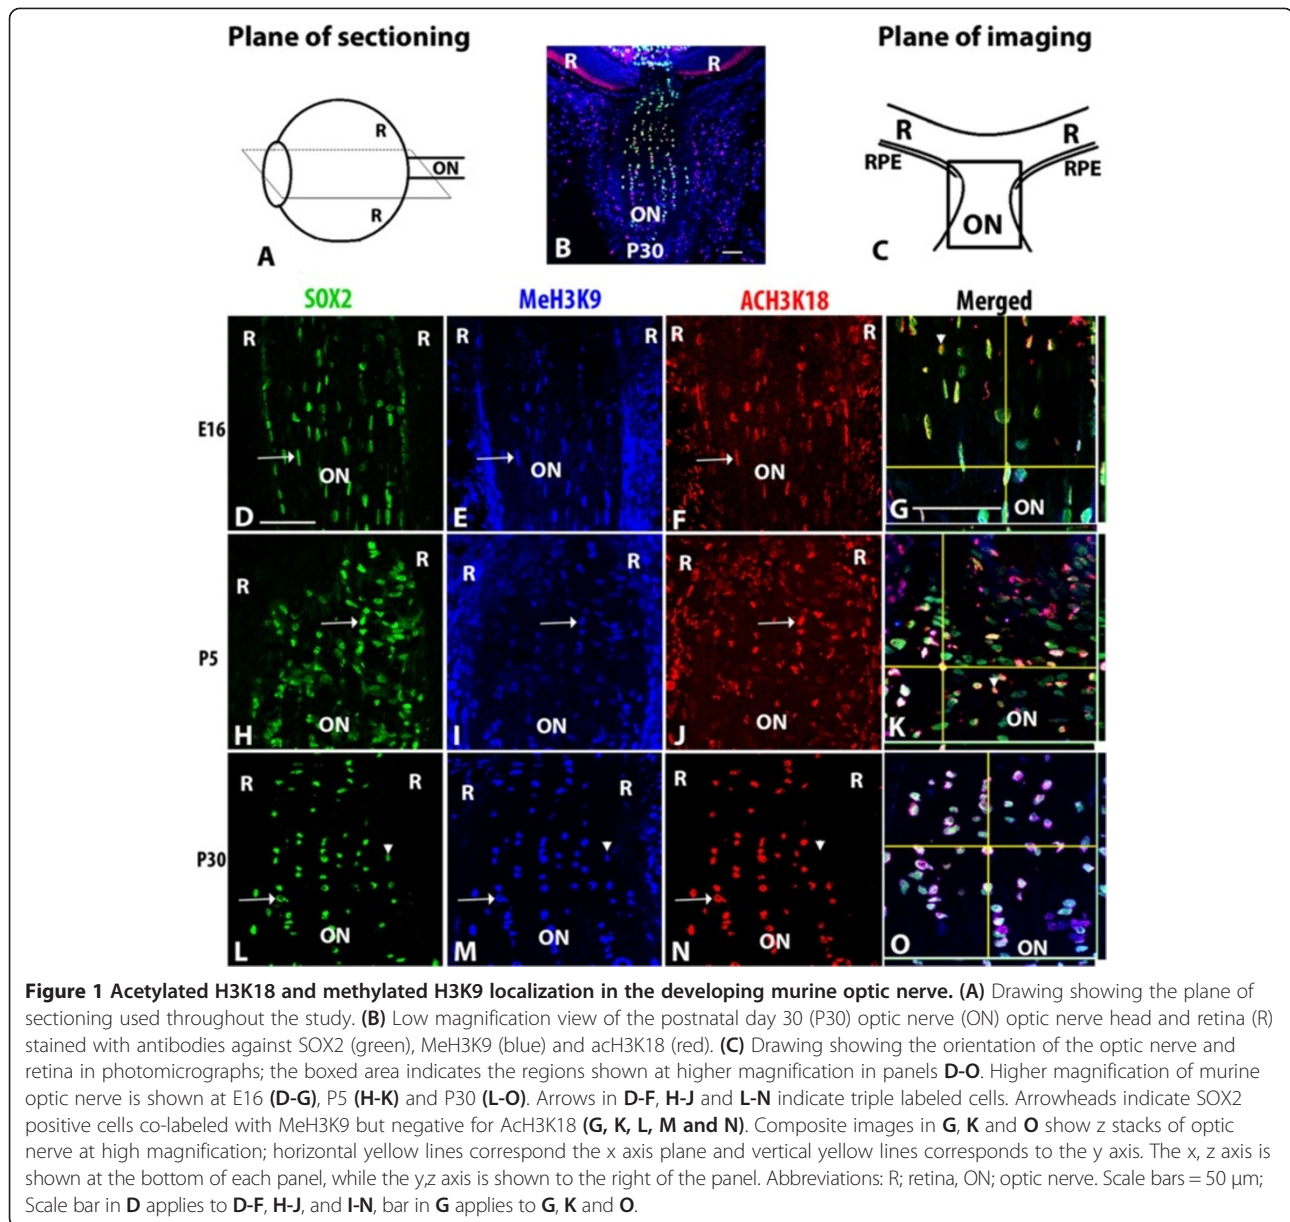 Plane of sectioning
Plane of imaging
R
ON
R
A
R
R
ON
B
P30
R
R
RPE
RPE
ON
C
SOX2
MeH3K9
ACH3K18
Merged
E16
R
R
ON
D
R
R
ON
E
R
R
ON
F
G
ON
P5
R
R
ON
H
R
R
ON
I
R
R
ON
J
K
ON
P30
R
R
ON
L
R
R
ON
M
R
R
ON
N
O
ON
Figure 1 Acetylated H3K18 and methylated H3K9 localization in the developing murine optic nerve. (A) Drawing showing the plane of
sectioning used throughout the study. (B) Low magnification view of the postnatal day 30 (P30) optic nerve (ON) optic nerve head and retina (R)
stained with antibodies against SOX2 (green), MeH3K9 (blue) and acH3K18 (red). (C) Drawing showing the orientation of the optic nerve and
retina in photomicrographs; the boxed area indicates the regions shown at higher magnification in panels D-O. Higher magnification of murine
optic nerve is shown at E16 (D-G), P5 (H-K) and P30 (L-O). Arrows in D-F, H-J and L-N indicate triple labeled cells. Arrowheads indicate SOX2
positive cells co-labeled with MeH3K9 but negative for AcH3K18 (G, K, L, M and N). Composite images in G, K and O show z stacks of optic
nerve at high magnification; horizontal yellow lines correspond the x axis plane and vertical yellow lines corresponds to the y axis. The x, z axis is
shown at the bottom of each panel, while the y,z axis is shown to the right of the panel. Abbreviations: R; retina, ON; optic nerve. Scale bars = 50 μm;
Scale bar in D applies to D-F, H-J, and I-N, bar in G applies to G, K and O.